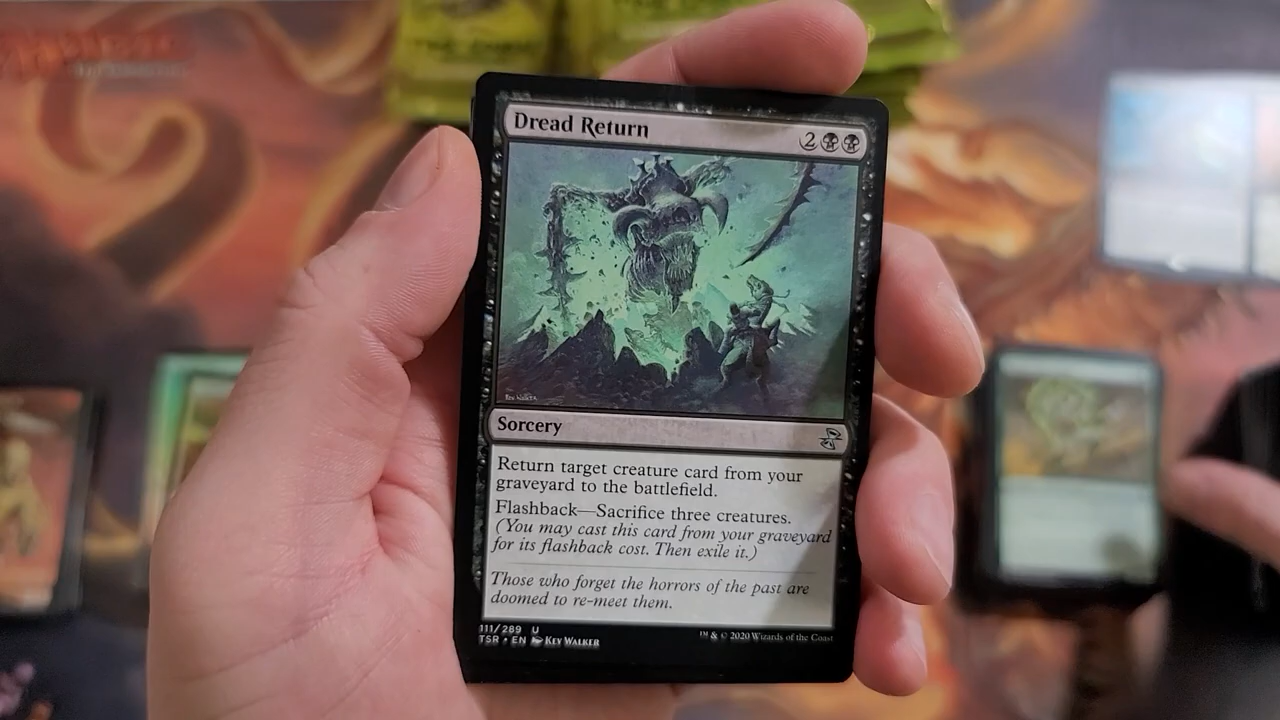 Dread Return
2
Sorcery
Return target creature card from your
graveyard to the battlefield.
Flashback—Sacrifice three creatures.
(You may cast this card from your graveyard
for its flashback cost. Then exile it.)
Those who forget the horrors of the past are
doomed to re-meet them.
111/289 U
TSR • EN Kev Walker
™ & © 2020 Wizards of the Coast